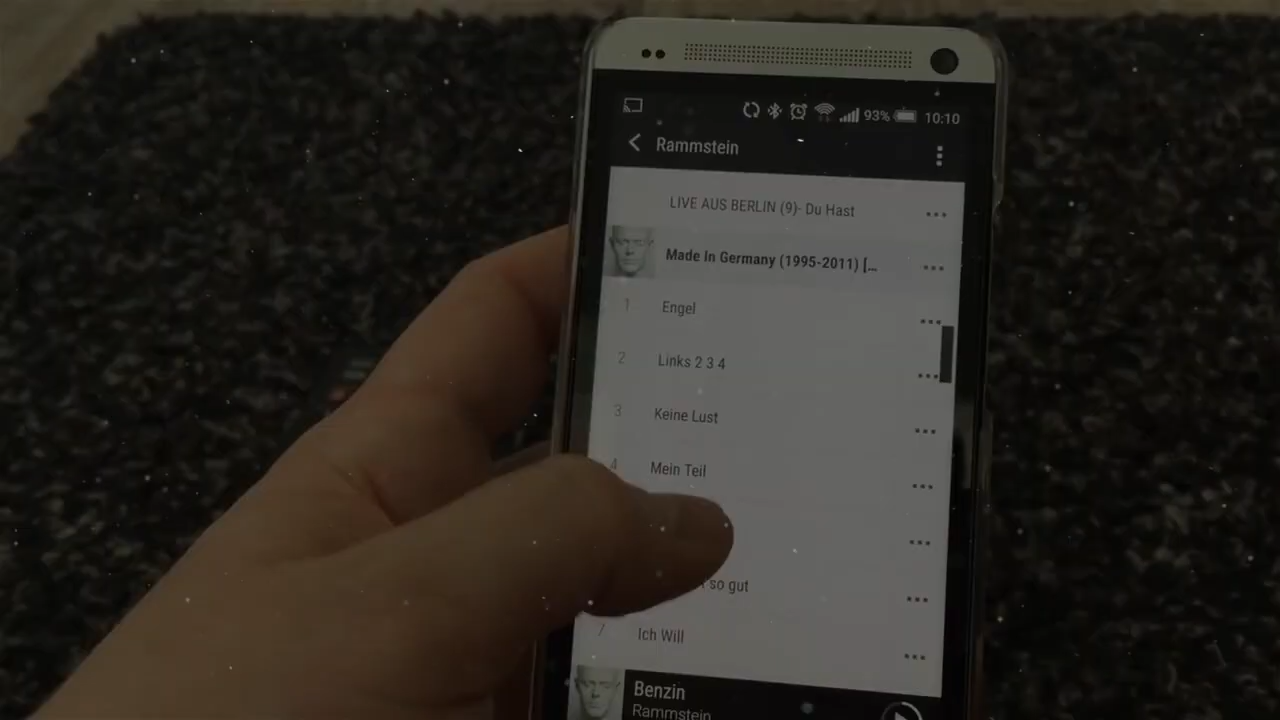 93% 10:10
Rammstein
LIVE AUS BERLIN (9)- Du Hast
Made In Germany (1995-2011) [...
1 Engel
2 Links 2 3 4
3 Keine Lust
4 Mein Teil
so gut
7 Ich Will
Benzin
Rammstein